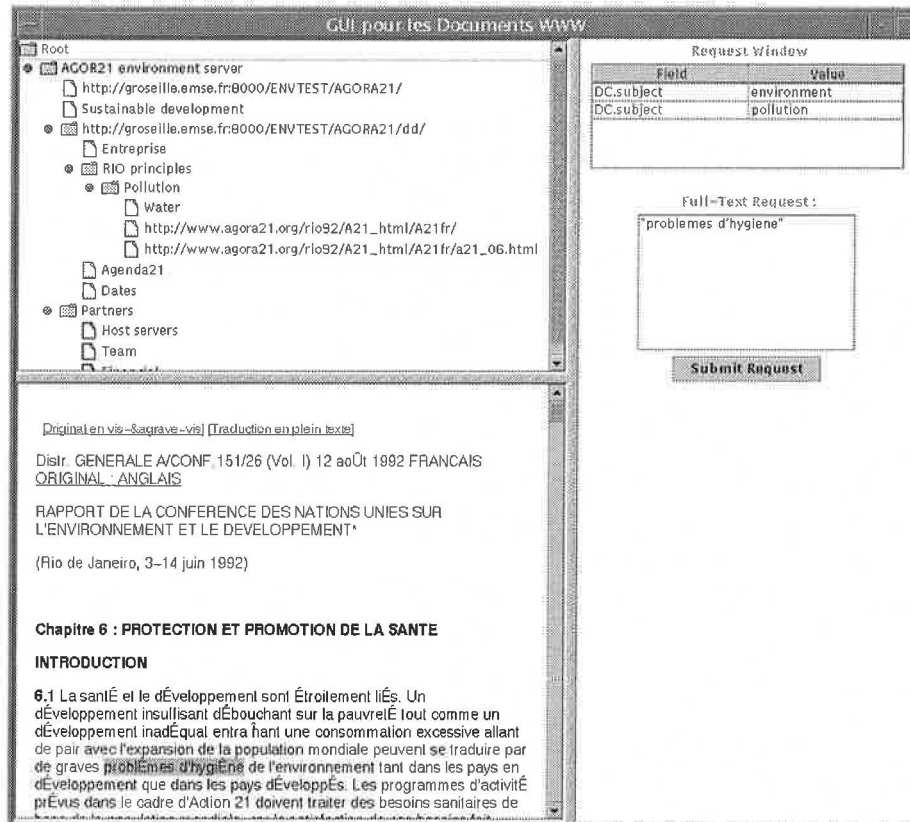 GUI pour les Documents WWW
Root
AGOR21 environment server
http://groseille.emse.fr:8000/ENVTEST/AGORA21/
Sustainable development
http://groseille.emse.fr:8000/ENVTEST/AGORA21/dd/
Entreprise
RIO principles
Pollution
Water
http://www.agora21.org/rio92/A21_html/A21fr/
http://www.agora21.org/rio92/A21_html/A21fr/a21_06.html
Agenda21
Dates
Partners
Host servers
Team
Financial
Request Window
Field Value
DC.subject environment
DC.subject pollution
Full-Text Request :
"problemes d'hygiene"
Submit Request
[Original en vis-&agrave-vis] [Traduction en plein texte]
Distr. GENERALE A/CONF.151/26 (Vol. I) 12 aoÛt 1992 FRANCAIS
ORIGINAL : ANGLAIS
RAPPORT DE LA CONFERENCE DES NATIONS UNIES SUR
L'ENVIRONNEMENT ET LE DEVELOPPEMENT*
(Rio de Janeiro, 3-14 juin 1992)
Chapitre 6 : PROTECTION ET PROMOTION DE LA SANTE
INTRODUCTION
6.1 La santÉ et le dÉveloppement sont Étroitement liÉs. Un
dÉveloppement insuffisant dÉbouchant sur la pauvretÉ tout comme un
dÉveloppement inadÉquat entra Înant une consommation excessive allant
de pair avec l'expansion de la population mondiale peuvent se traduire par
de graves problÈmes d'hygiÈne de l'environnement tant dans les pays en
dÉveloppement que dans les pays dÉveloppÉs. Les programmes d'activitÉ
prÉvus dans le cadre d'Action 21 doivent traiter des besoins sanitaires de